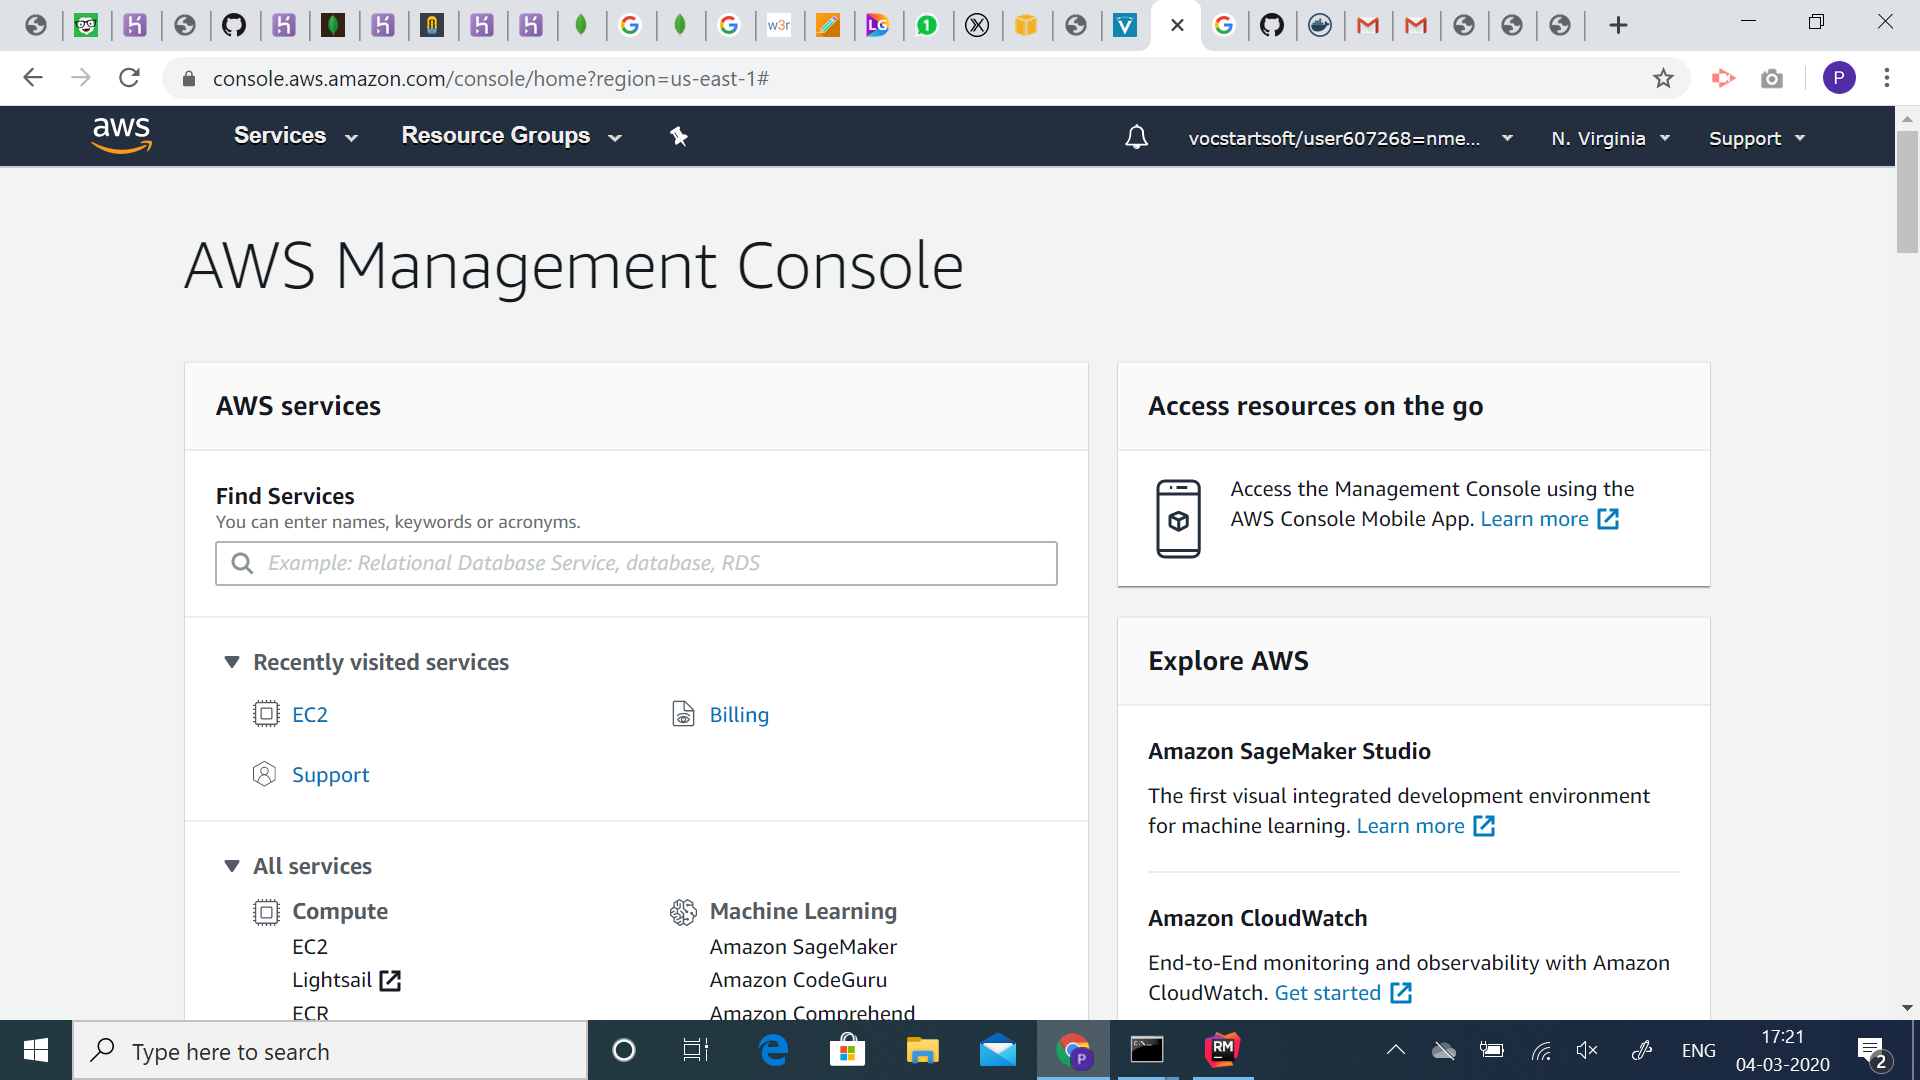 w3r
LG
1
console.aws.amazon.com/console/home?region=us-east-1#
P
aws
Services
Resource Groups
vocstartsoft/user607268=nme...
N. Virginia
Support
AWS Management Console
AWS services
Find Services
You can enter names, keywords or acronyms.
Example: Relational Database Service, database, RDS
Recently visited services
EC2
Billing
Support
All services
Compute
EC2
Lightsail
ECR
Machine Learning
Amazon SageMaker
Amazon CodeGuru
Amazon Comprehend
Access resources on the go
Access the Management Console using the
AWS Console Mobile App. Learn more
Explore AWS
Amazon SageMaker Studio
The first visual integrated development environment
for machine learning. Learn more
Amazon CloudWatch
End-to-End monitoring and observability with Amazon
CloudWatch. Get started
Type here to search
P
RM
ENG
17:21
04-03-2020
2